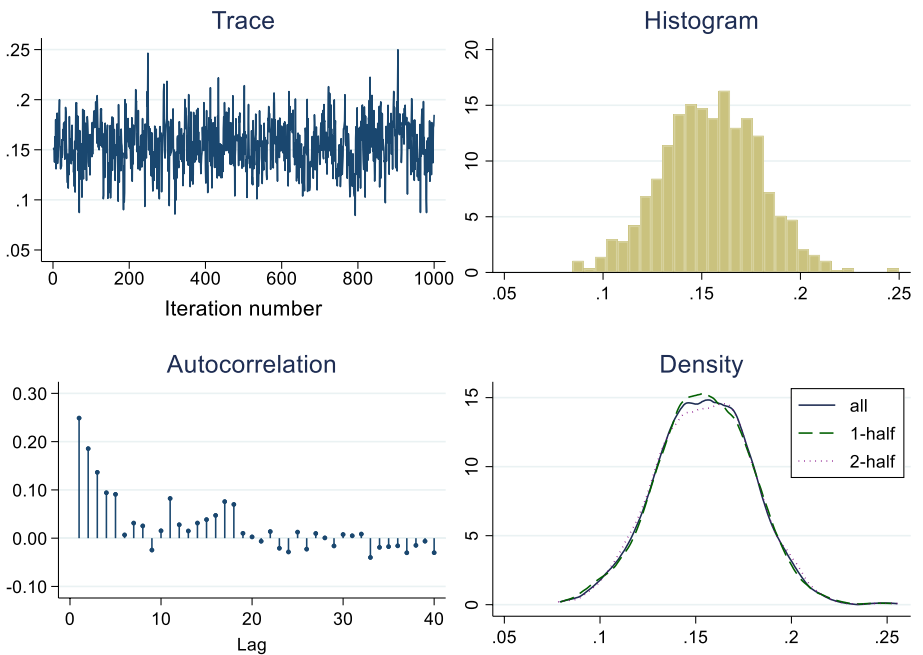 Trace
.25
.2
.15
.1
.05
0 200 400 600 800 1000
Iteration number
Histogram
20
15
10
5
0
.05 .1 .15 .2 .25
Autocorrelation
0.30
0.20
0.10
0.00
-0.10
0 10 20 30 40
Lag
Density
15
10
5
0
.05 .1 .15 .2 .25
all
1-half
2-half